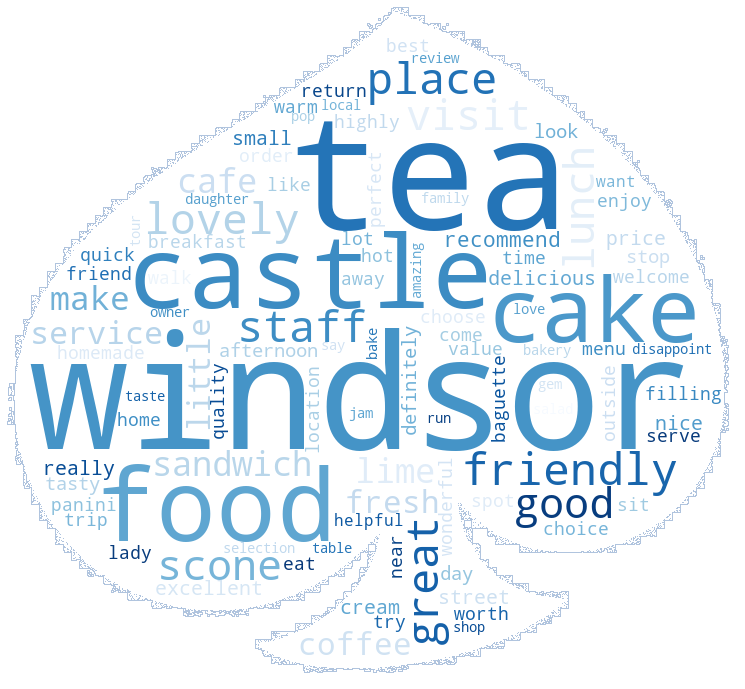 best
review
place
return
visit
warm
local
pop
highly
small
look
tea
order
perfect
lunch
cafe
like
want
daughter
family
enjoy
lovely
tour
breakfast
lot
hot
recommend
price
quick
time
stop
friend
walk
castle
away
amazing
delicious
welcome
make
owner
cake
love
service
staff
choose
come
homemade
little
afternoon
say
bake
definitely
value
bakery
menu
disappoint
windsor
taste
quality
location
jam
run
baguette
gem
outside
filling
home
nice
serve
really
sandwich
lime
friendly
tasty
food
fresh
wonderful
spot
good
sit
panini
trip
helpful
choice
lady
scone
selection
table
eat
near
great
day
excellent
cream
street
try
worth
shop
coffee